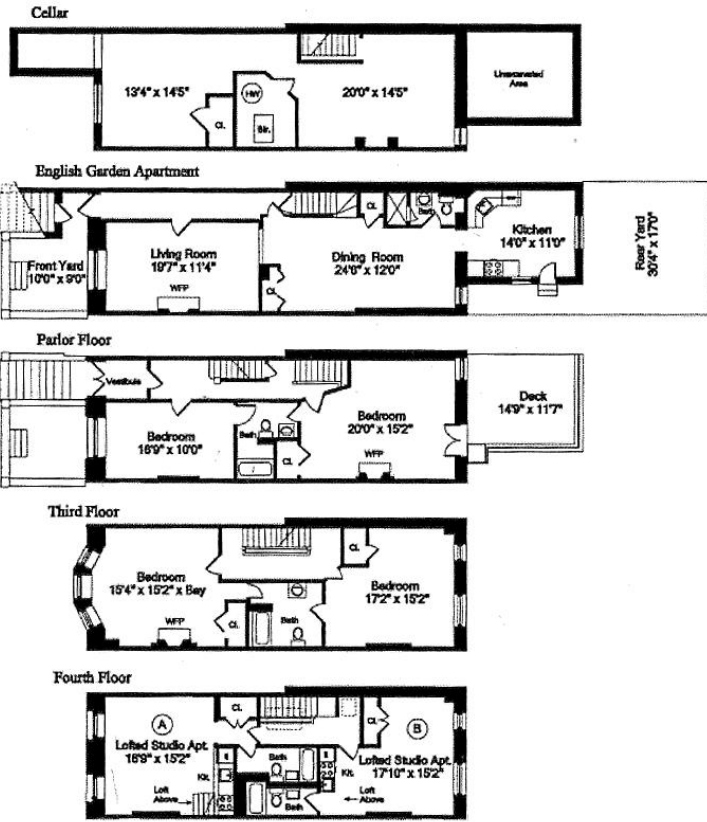 Cellar
13'4" x 14'5"
Cl.
HW
Blr.
20'0" x 14'5"
Unexcavated
Area
English Garden Apartment
Front Yard
10'0" x 9'0"
Living Room
19'7" x 11'4"
WFP
Cl.
Dining Room
24'6" x 12'0"
Cl.
Bath
Kitchen
14'0" x 11'0"
Rear Yard
30'4" x 17'0"
Parlor Floor
Vestibule
Bedroom
16'9" x 10'0"
Bath
Cl.
Bedroom
20'0" x 15'2"
WFP
Deck
14'9" x 11'7"
Third Floor
Bedroom
15'4" x 15'2" x Bay
WFP
Cl.
Bath
Cl.
Bedroom
17'2" x 15'2"
Fourth Floor
A
Lofted Studio Apt.
16'9" x 15'2"
Loft
Above
Kit.
Cl.
Bath
Bath
Kit.
Cl.
B
Lofted Studio Apt.
17'10" x 15'2"
Loft
Above